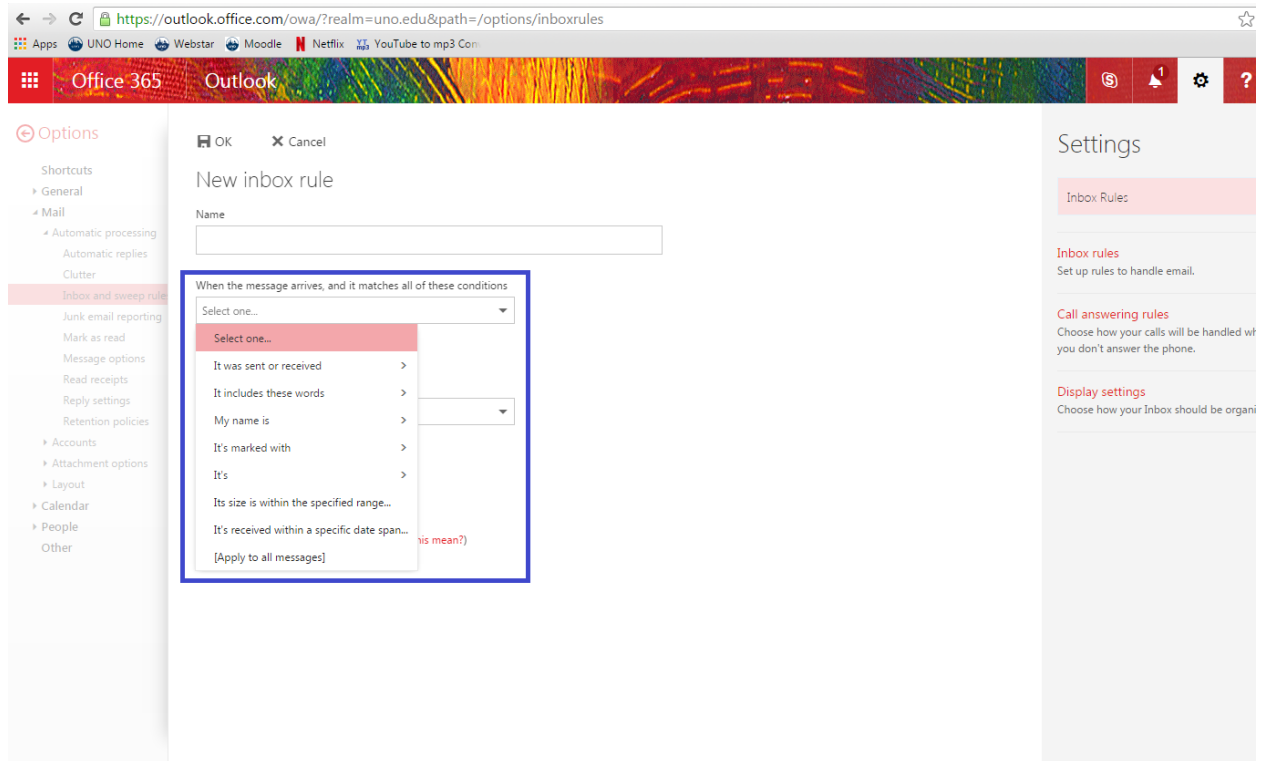 https://outlook.office.com/owa/?realm=uno.edu&path=/options/inboxrules
Apps UNO Home Webstar Moodle Netflix YouTube to mp3 Con
Office 365 Outlook 1 ?
Options
Shortcuts
General
Mail
Automatic processing
Automatic replies
Clutter
Inbox and sweep rule
Junk email reporting
Mark as read
Message options
Read receipts
Reply settings
Retention policies
Accounts
Attachment options
Layout
Calendar
People
Other
OK Cancel
New inbox rule
Name
When the message arrives, and it matches all of these conditions
Select one...
Select one...
It was sent or received
It includes these words
My name is
It's marked with
It's
Its size is within the specified range...
It's received within a specific date span...
his mean?)
[Apply to all messages]
Settings
Inbox Rules
Inbox rules
Set up rules to handle email.
Call answering rules
Choose how your calls will be handled wh
you don't answer the phone.
Display settings
Choose how your Inbox should be organi